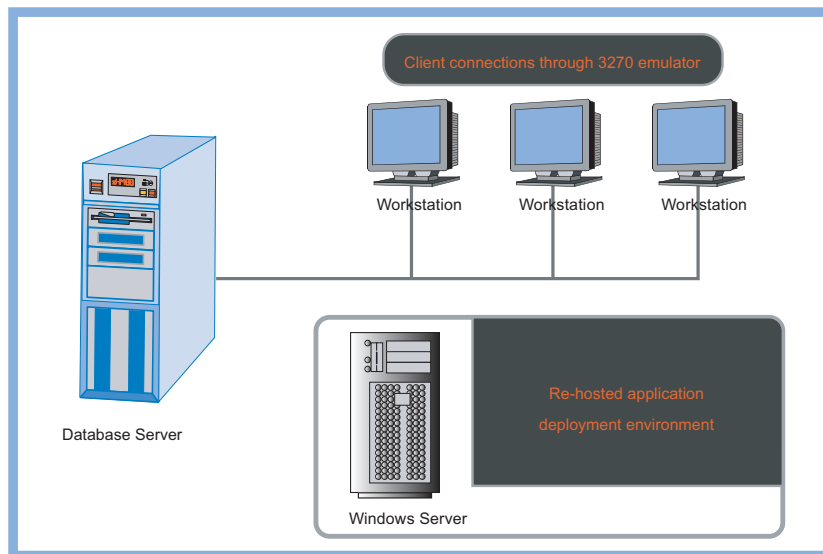 Client connections through 3270 emulator
Workstation
Workstation
Workstation
Database Server
Re-hosted application
deployment environment
Windows Server